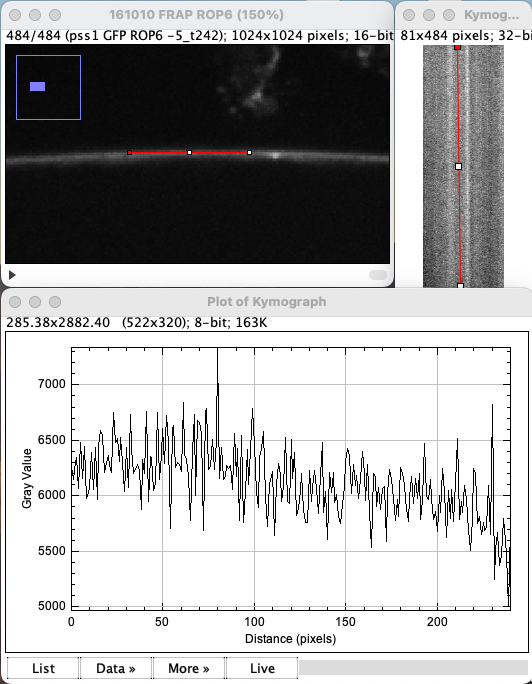 161010 FRAP ROP6 (150%)
484/484 (pss1 GFP ROP6 -5_t242); 1024x1024 pixels; 16-bit
Kymog...
81x484 pixels; 32-bi
Plot of Kymograph
285.38x2882.40 (522x320); 8-bit; 163K
7000
6500
6000
5500
5000
Gray Value
0 50 100 150 200
Distance (pixels)
List Data » More » Live